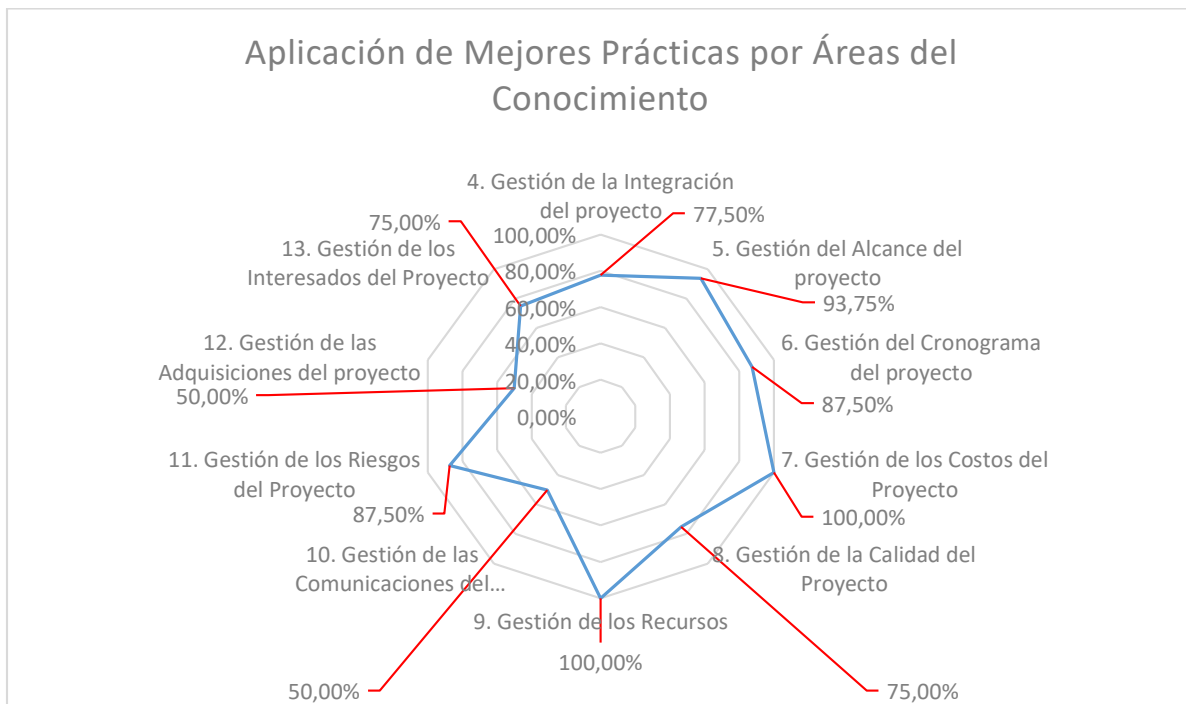 Aplicación de Mejores Prácticas por Áreas del
Conocimiento
4. Gestión de la Integración
del proyecto
77,50%
5. Gestión del Alcance del
proyecto
93,75%
6. Gestión del Cronograma
del proyecto
87,50%
7. Gestión de los Costos del
Proyecto
100,00%
8. Gestión de la Calidad del
Proyecto
75,00%
9. Gestión de los Recursos
100,00%
10. Gestión de las
Comunicaciones del...
50,00%
11. Gestión de los Riesgos
del Proyecto
87,50%
12. Gestión de las
Adquisiciones del proyecto
50,00%
13. Gestión de los
Interesados del Proyecto
75,00%
100,00%
80,00%
60,00%
40,00%
20,00%
0,00%